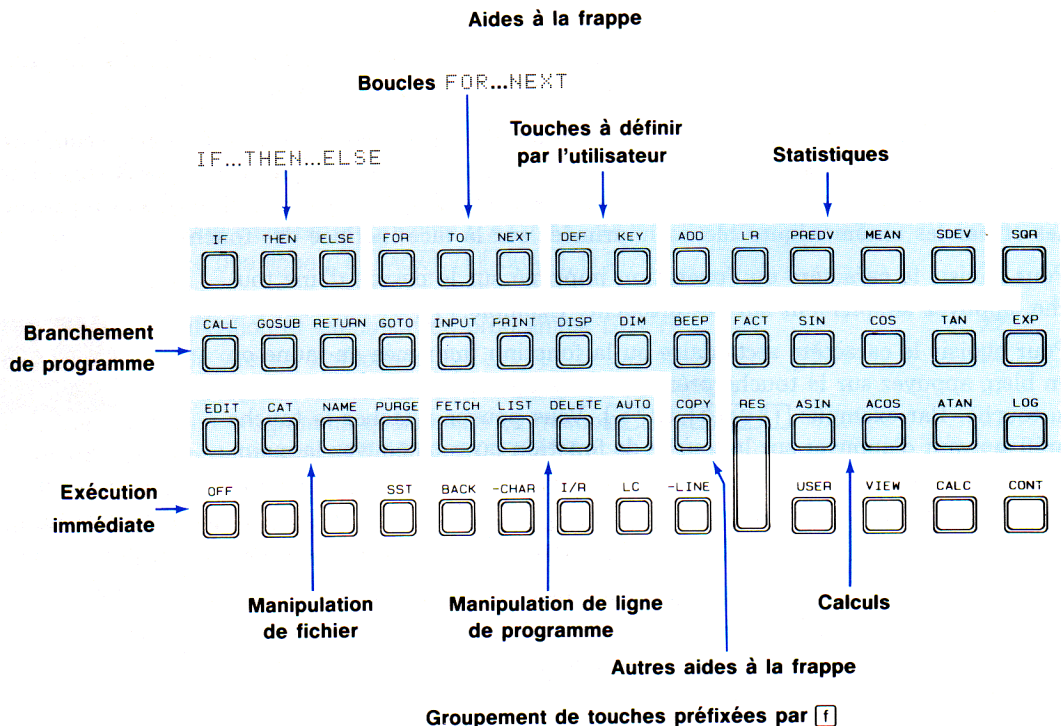 Aides à la frappe
Boucles FOR...NEXT
Touches à définir
par l'utilisateur
Statistiques
IF...THEN...ELSE
IF THEN ELSE FOR TO NEXT DEF KEY ADD LR PREDV MEAN SDEV SQR
Branchement
de programme
CALL GOSUB RETURN GOTO INPUT PRINT DISP DIM BEEP FACT SIN COS TAN EXP
EDIT CAT NAME PURGE FETCH LIST DELETE AUTO COPY RES ASIN ACOS ATAN LOG
Exécution
immédiate
OFF SST BACK -CHAR I/R LC -LINE USER VIEW CALC CONT
Manipulation
de fichier
Manipulation de ligne
de programme
Calculs
Autres aides à la frappe
Groupement de touches préfixées par f